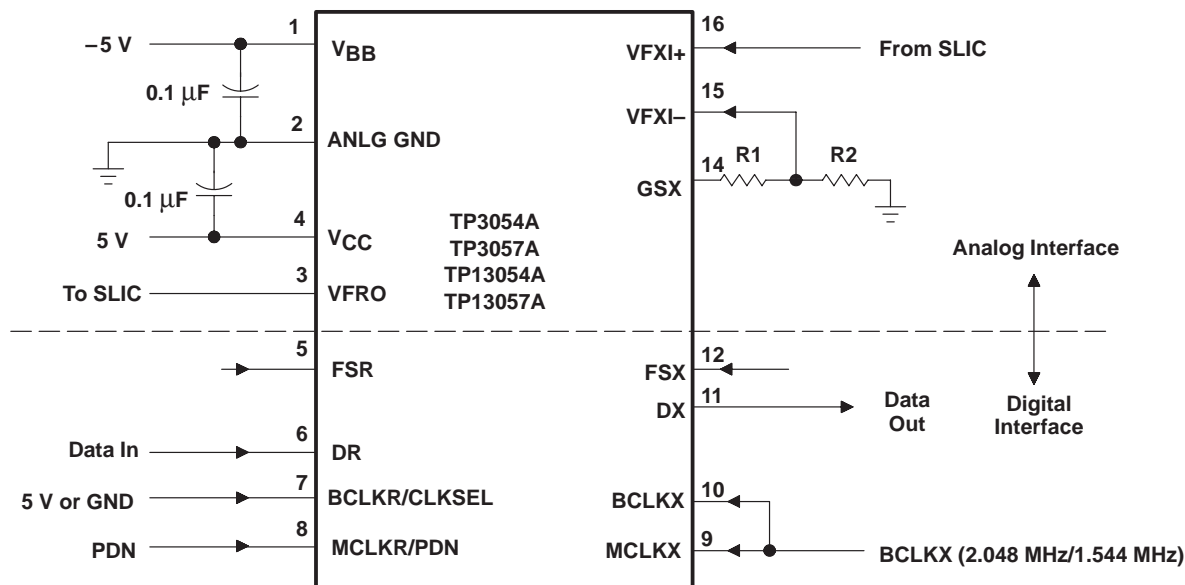 –5 V
1
VBB
0.1 μF
2
ANLG GND
0.1 μF
5 V
4
VCC
To SLIC
3
VFRO
TP3054A
TP3057A
TP13054A
TP13057A
16
VFXI+
From SLIC
15
VFXI–
14
GSX
R1
R2
Analog Interface
5
FSR
12
FSX
11
DX
Data
Out
Digital
Interface
Data In
6
DR
5 V or GND
7
BCLKR/CLKSEL
PDN
8
MCLKR/PDN
10
BCLKX
9
MCLKX
BCLKX (2.048 MHz/1.544 MHz)